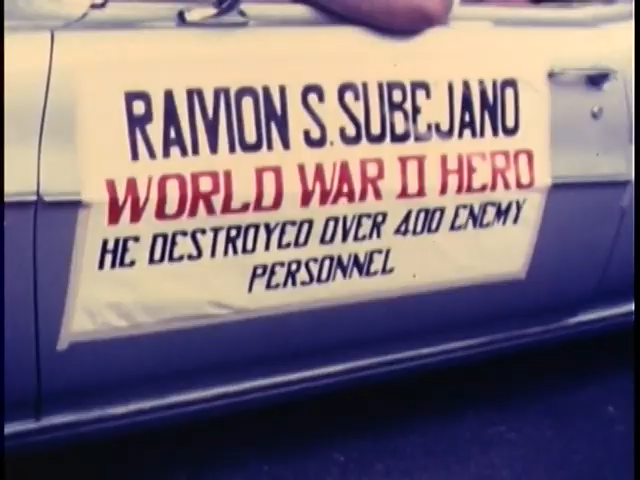 RAMON S. SUBEJANO
WORLD WAR II HERO
HE DESTROYED OVER 400 ENEMY
PERSONNEL